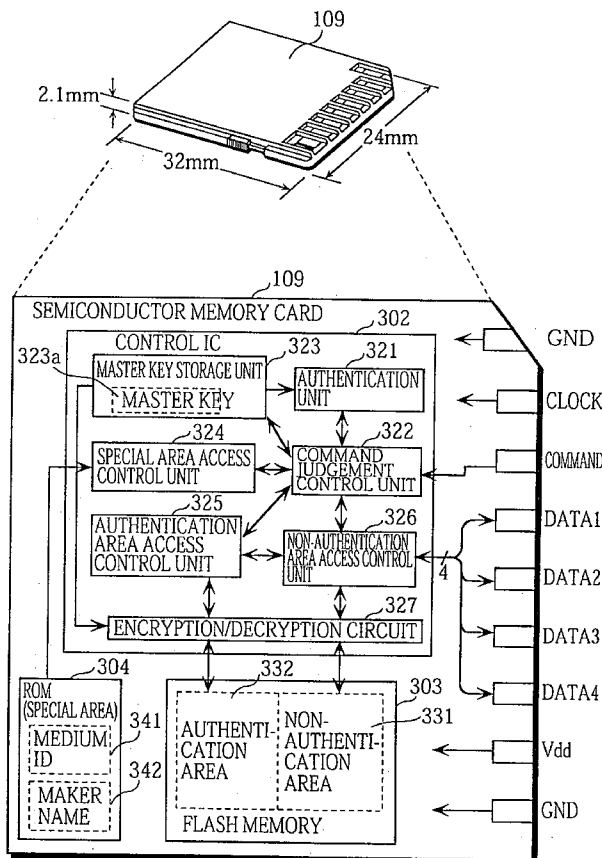 109
2.1mm
32mm
24mm
109
SEMICONDUCTOR MEMORY CARD
302
CONTROL IC
323
321
323a
MASTER KEY STORAGE UNIT
MASTER KEY
AUTHENTICATION
UNIT
324
322
SPECIAL AREA ACCESS
CONTROL UNIT
COMMAND
JUDGEMENT
CONTROL UNIT
325
326
AUTHENTICATION
AREA ACCESS
CONTROL UNIT
NON-AUTHENTICATION
AREA ACCESS CONTROL
UNIT
4
327
ENCRYPTION/DECRYPTION CIRCUIT
304
332
303
ROM
(SPECIAL AREA)
341
MEDIUM
ID
342
MAKER
NAME
AUTHENTI-
CATION
AREA
331
NON-
AUTHENTI-
CATION
AREA
FLASH MEMORY
GND
CLOCK
COMMAND
DATA1
DATA2
DATA3
DATA4
Vdd
GND